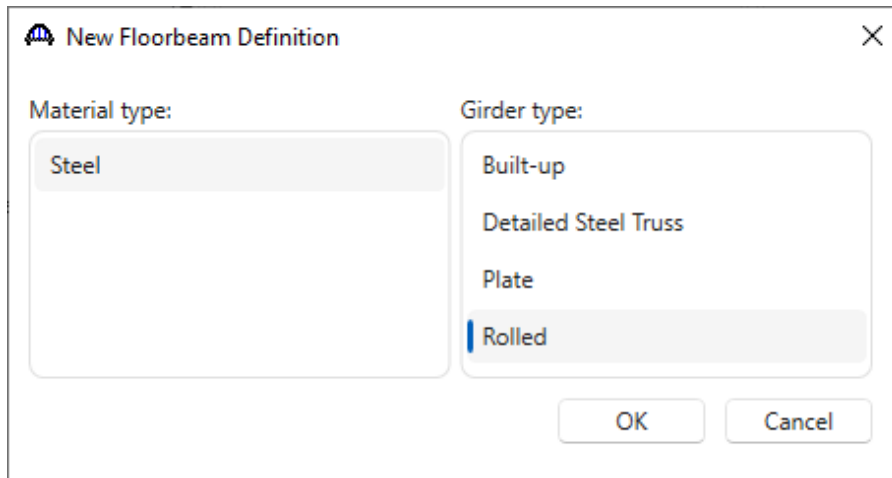 New Floorbeam Definition
Material type:
Steel
Girder type:
Built-up
Detailed Steel Truss
Plate
Rolled
OK
Cancel